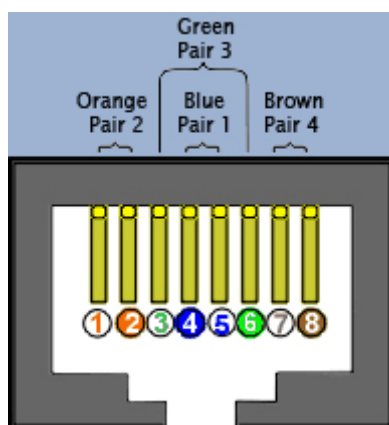 Green
Pair 3
Orange Blue Brown
Pair 2 Pair 1 Pair 4
1 2 3 4 5 6 7 8